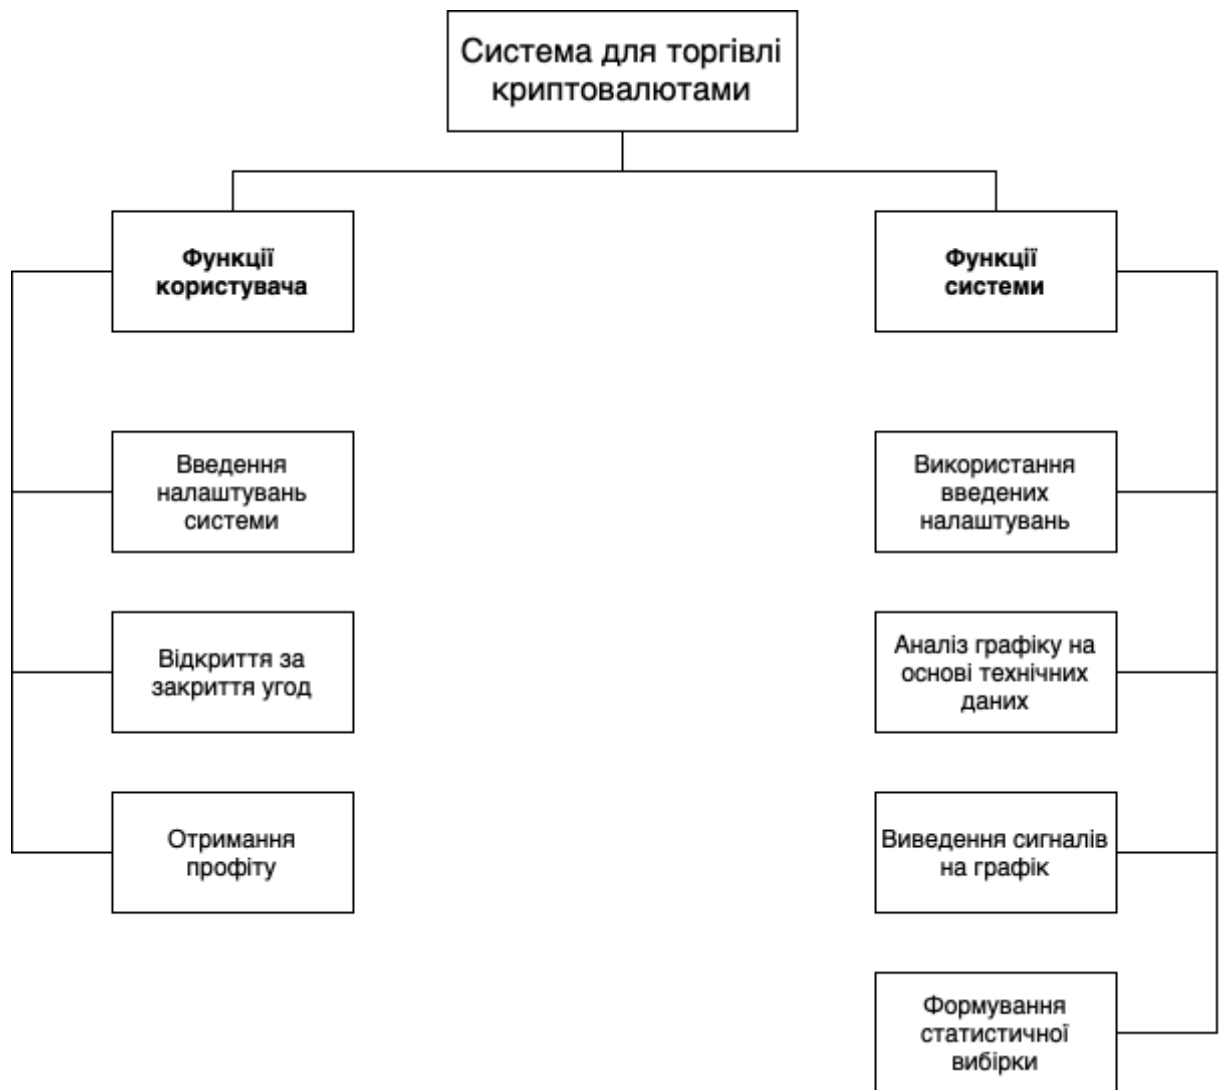 Система для торгівлі
криптовалютами
Функції
користувача
Функції
системи
Введення
налаштувань
системи
Використання
введених
налаштувань
Відкриття за
закриття угод
Аналіз графіку на
основі технічних
даних
Отримання
профіту
Виведення сигналів
на графік
Формування
статистичної
вибірки